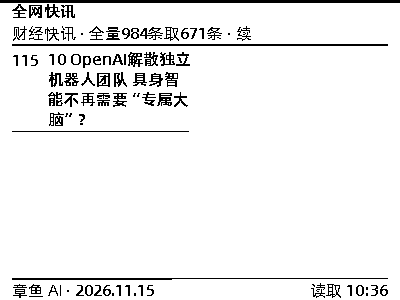 全网快讯
财经快讯 · 全量984条取671条 · 续
115 10 OpenAI解散独立
机器人团队 具身智
能不再需要“专属大
脑”？
章鱼 AI · 2026.11.15 读取 10:36